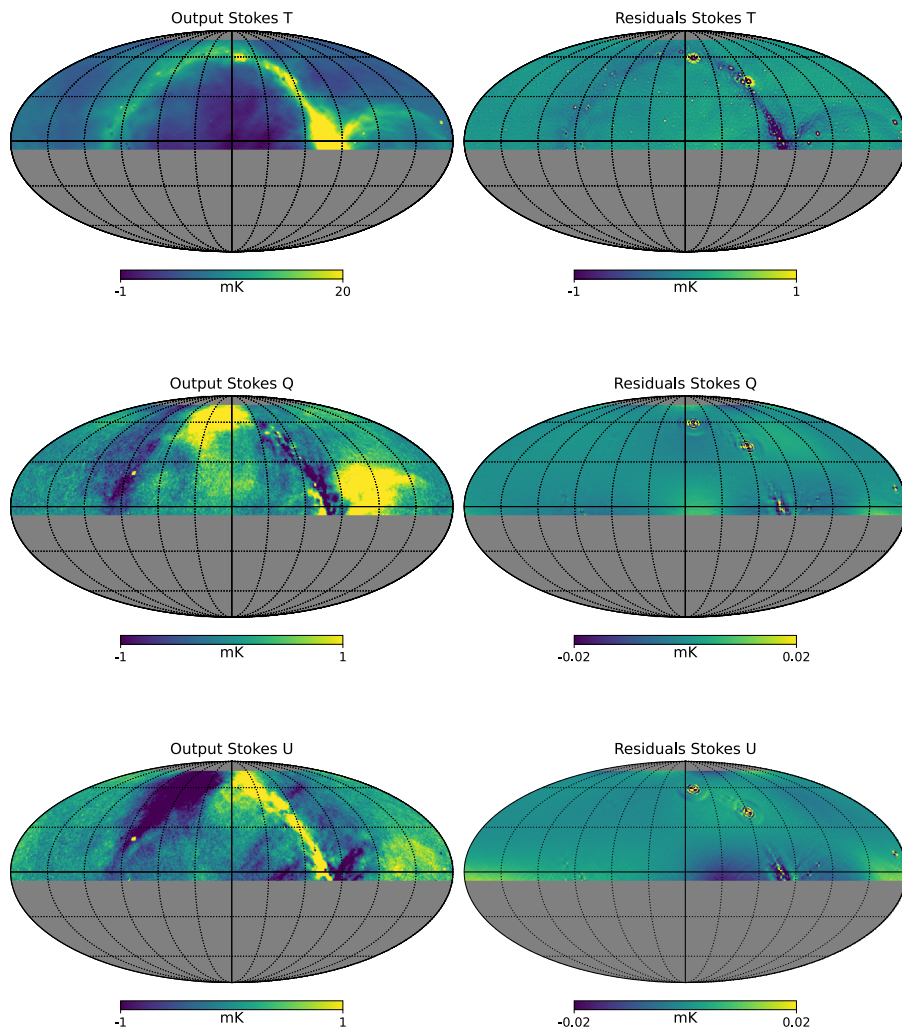 Output Stokes T
Residuals Stokes T
-1 mK 20
-1 mK 1
Output Stokes Q
Residuals Stokes Q
-1 mK 1
-0.02 mK 0.02
Output Stokes U
Residuals Stokes U
-1 mK 1
-0.02 mK 0.02